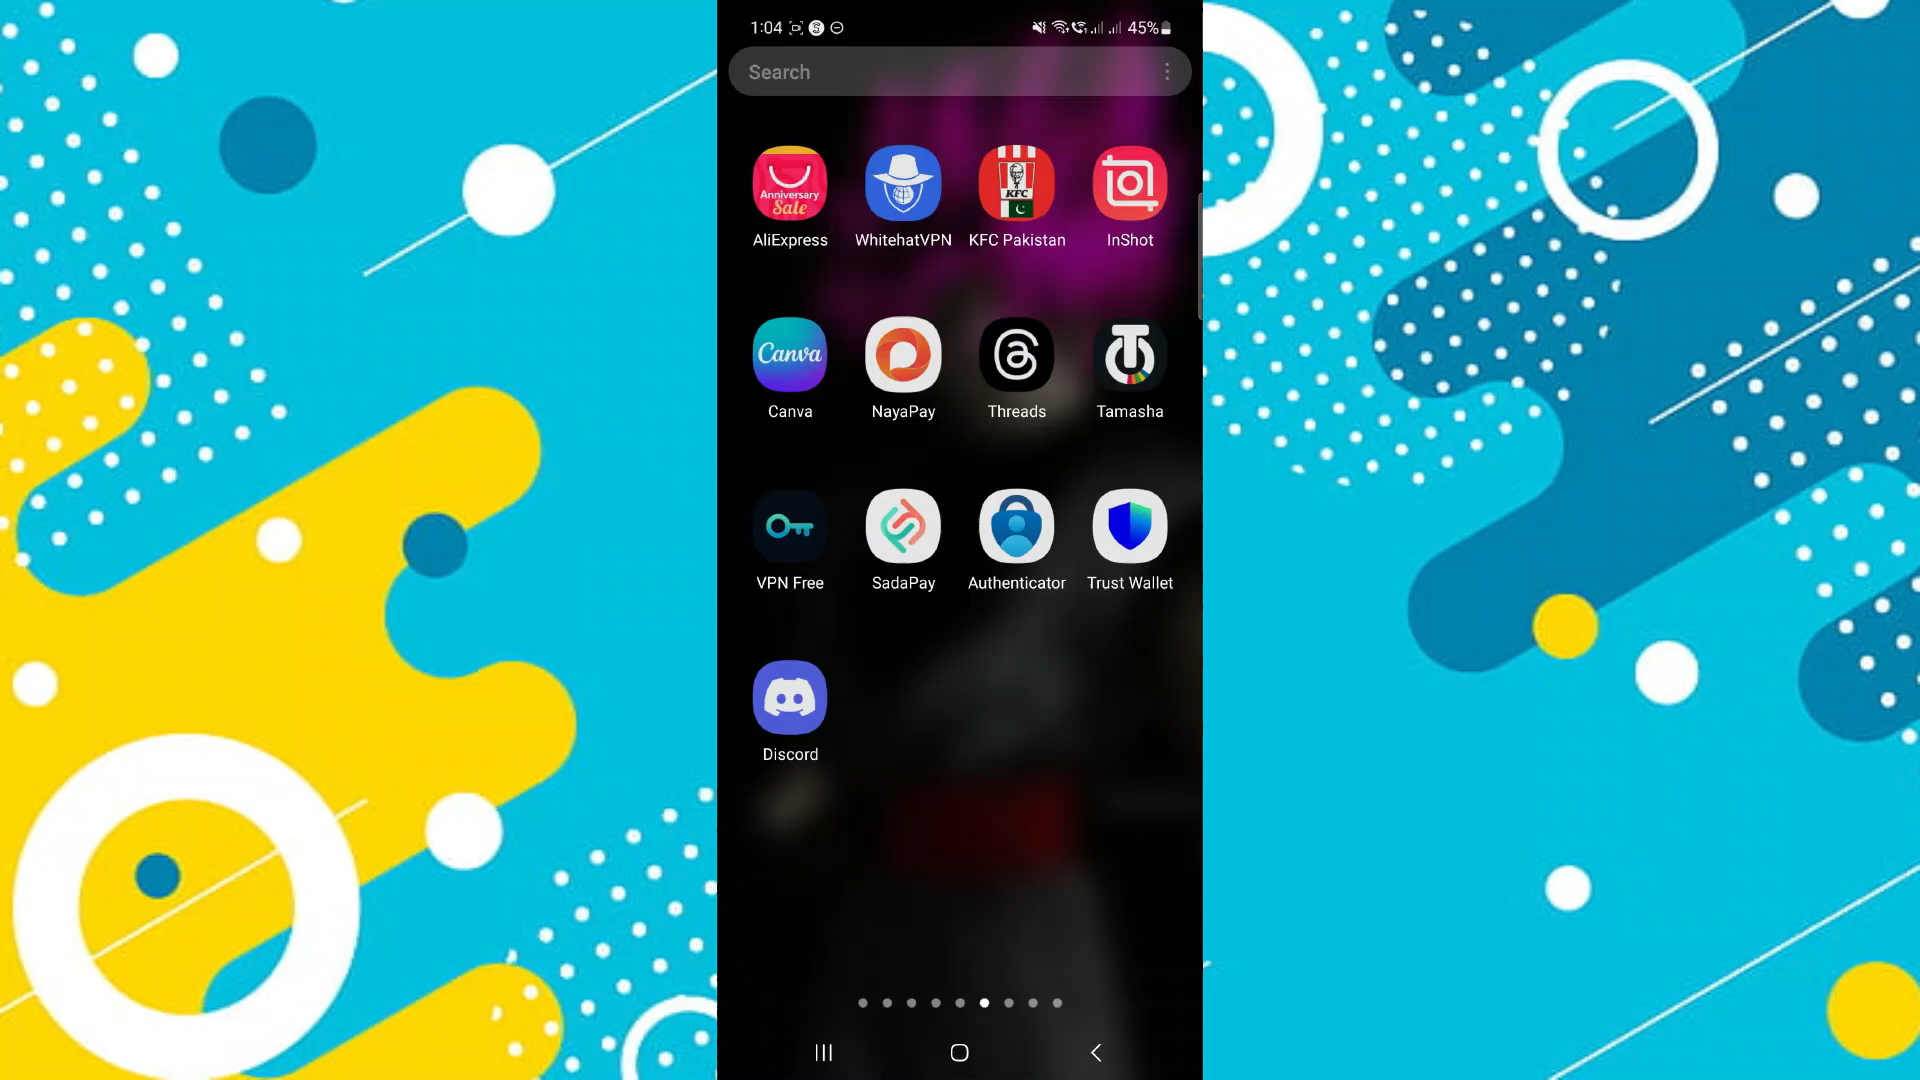 1:04 45%
Search
Anniversary
Sale
KFC
AliExpress WhitehatVPN KFC Pakistan InShot
Canva
Canva NayaPay Threads Tamasha
VPN Free SadaPay Authenticator Trust Wallet
Discord